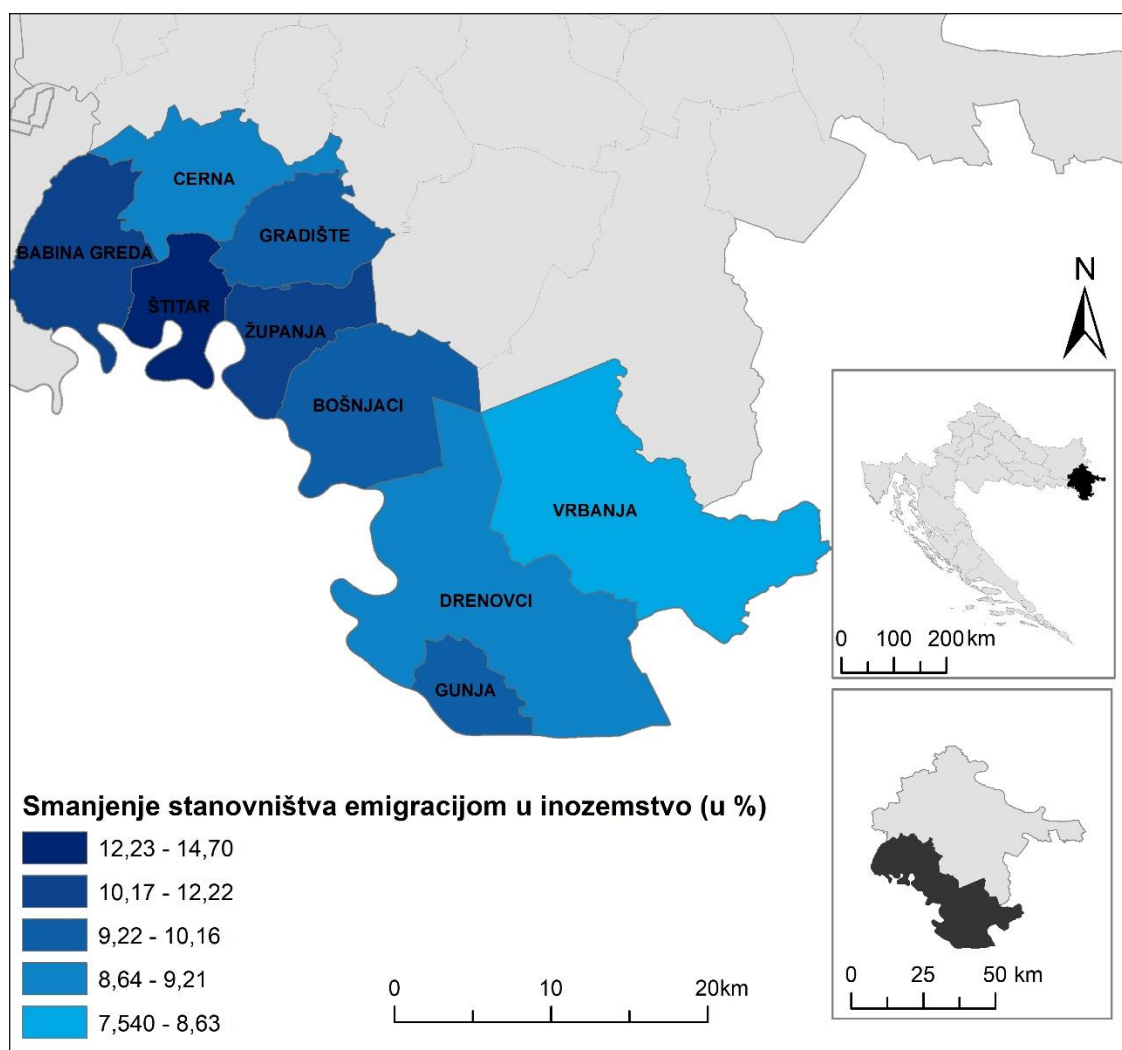 CERNA
GRADIŠTE
BABINA GREDA
ŠTITAR
ŽUPANJA
BOŠNJACI
VRBANJA
DRENOVCI
GUNJA
N
0 100 200 km
Smanjenje stanovništva emigracijom u inozemstvo (u %)
12,23 - 14,70
10,17 - 12,22
9,22 - 10,16
8,64 - 9,21
7,540 - 8,63
0 10 20 km
0 25 50 km